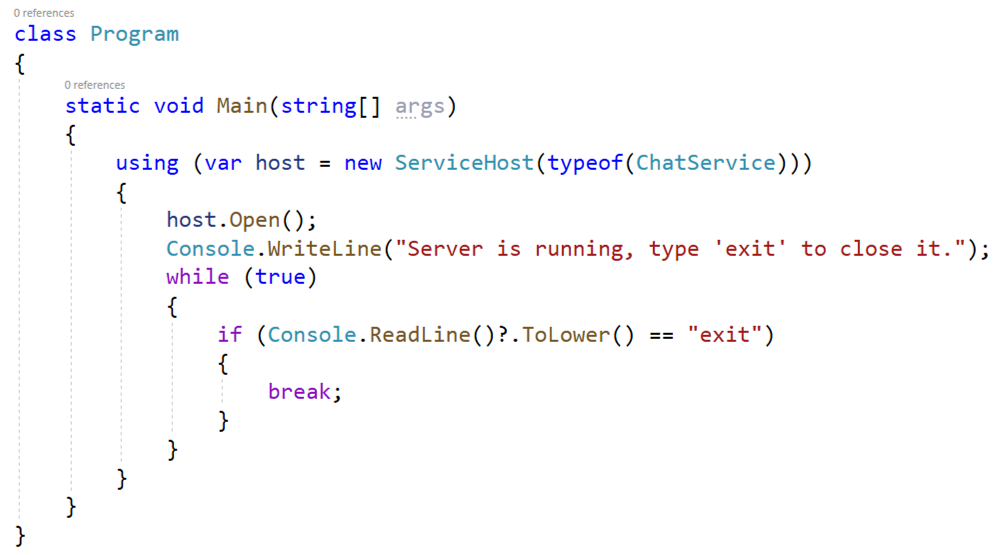 0 references
class Program
{
0 references
static void Main(string[] args)
{
using (var host = new ServiceHost(typeof(ChatService)))
{
host.Open();
Console.WriteLine("Server is running, type 'exit' to close it.");
while (true)
{
if (Console.ReadLine()?.ToLower() == "exit")
{
break;
}
}
}
}
}